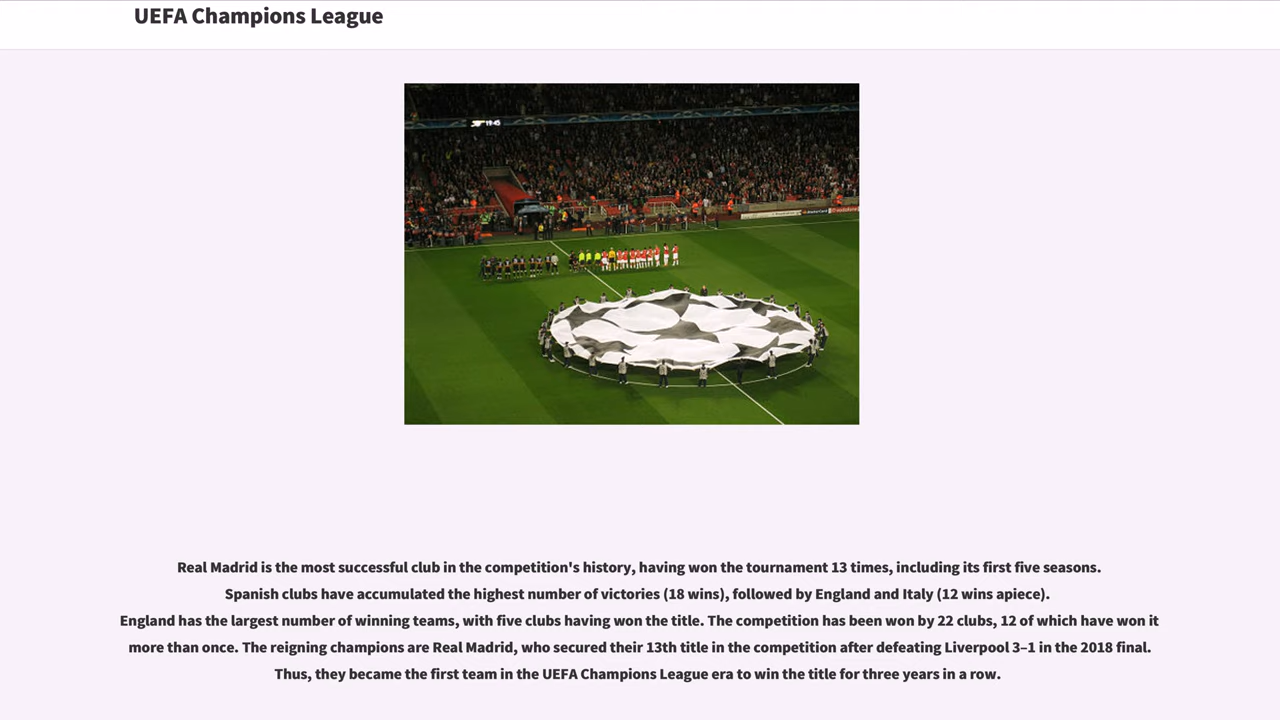 UEFA Champions League
19:45
Real Madrid is the most successful club in the competition's history, having won the tournament 13 times, including its first five seasons.
Spanish clubs have accumulated the highest number of victories (18 wins), followed by England and Italy (12 wins apiece).
England has the largest number of winning teams, with five clubs having won the title. The competition has been won by 22 clubs, 12 of which have won it
more than once. The reigning champions are Real Madrid, who secured their 13th title in the competition after defeating Liverpool 3–1 in the 2018 final.
Thus, they became the first team in the UEFA Champions League era to win the title for three years in a row.